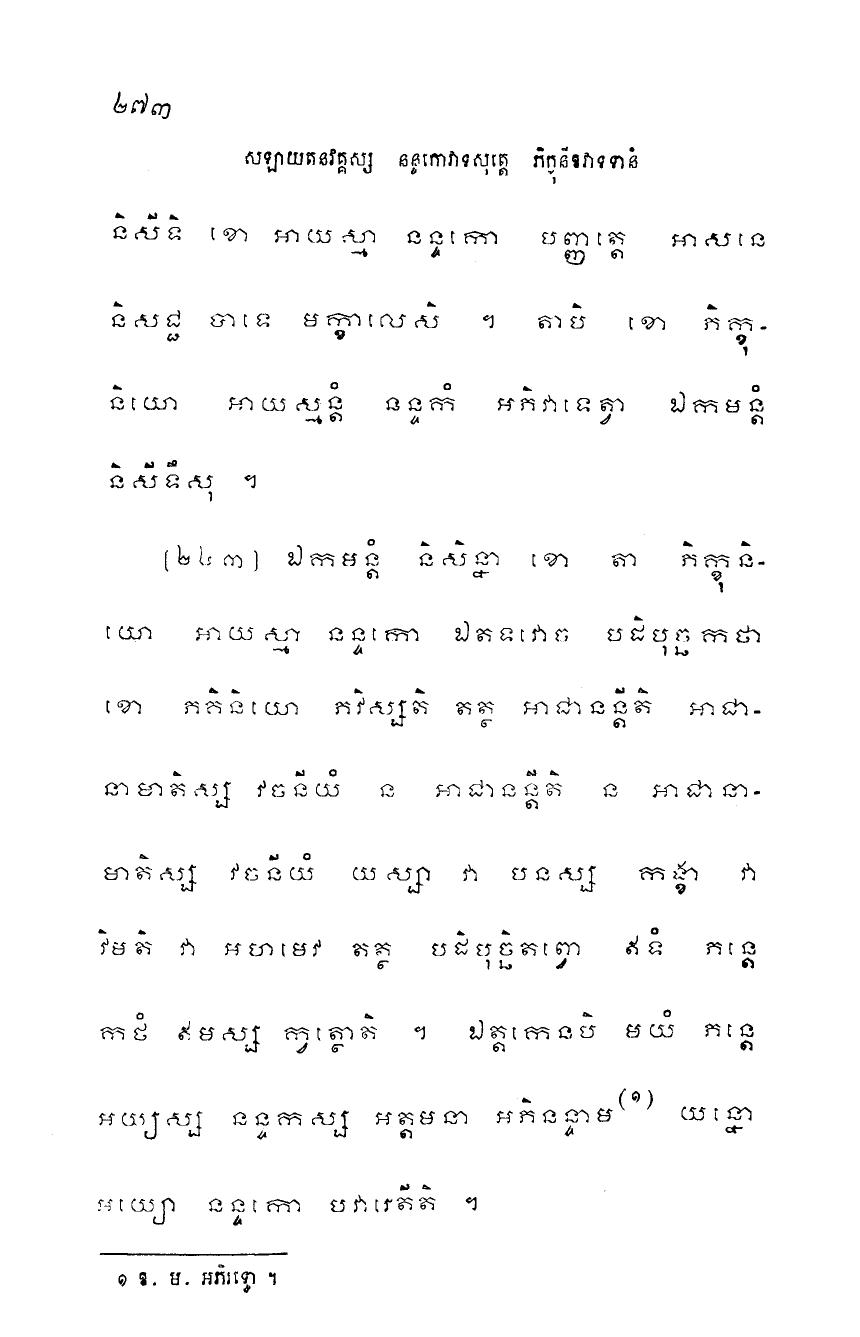 ២៧៣
សឡាយតនវគ្គស្ស នន្ទកោវាទសុត្តេ ភិក្ខុនីឱវាទទានំ
និសីទិ ខោ អាយស្មា នន្ទកោ បញ្ញត្តេ អាសនេ
និសជ្ជ បាទេ បក្ខាលេសិ ។ តាបិ ខោ ភិក្ខុ-
និយោ អាយស្មន្តំ នន្ទកំ អភិវាទេត្វា ឯកមន្តំ
និសីទឹសុ ។
[២៤៣] ឯកមន្តំ និសិន្នា ខោ តា ភិក្ខុនិ-
យោ អាយស្មា នន្ទកោ ឯតទវោច បដិបុច្ឆកថា
ខោ ភគិនិយោ ភវិស្សតិ តត្ថ អាជានន្តីតិ អាជា-
នាមាតិស្ស វចនីយំ ន អាជានន្តីតិ ន អាជានា-
មាតិស្ស វចនីយំ យស្សា វា បនស្ស កង្ខា វា
វិមតិ វា អហមេវ តត្ថ បដិបុច្ឆិតព្វោ ឥទំ ភន្តេ
កថំ ឥមស្ស ក្វត្ថោតិ ។ ឯត្តកេនបិ មយំ ភន្តេ
អយ្យស្ស នន្ទកស្ស អត្តមនា អភិនន្ទាម(១) យន្នោ
អយ្យោ នន្ទកោ បវារេតីតិ ។
១ ឱ. ម. អភិរទ្ធោ ។